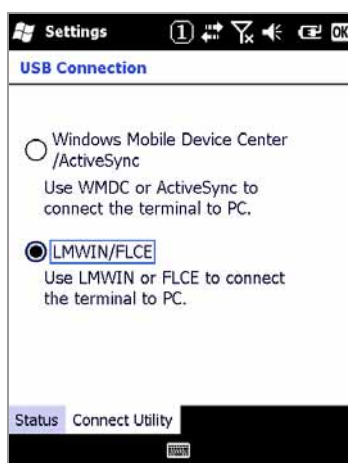 Settings 1 OK
USB Connection
Windows Mobile Device Center
/ActiveSync
Use WMDC or ActiveSync to
connect the terminal to PC.
LMWIN/FLCE
Use LMWIN or FLCE to connect
the terminal to PC.
Status Connect Utility